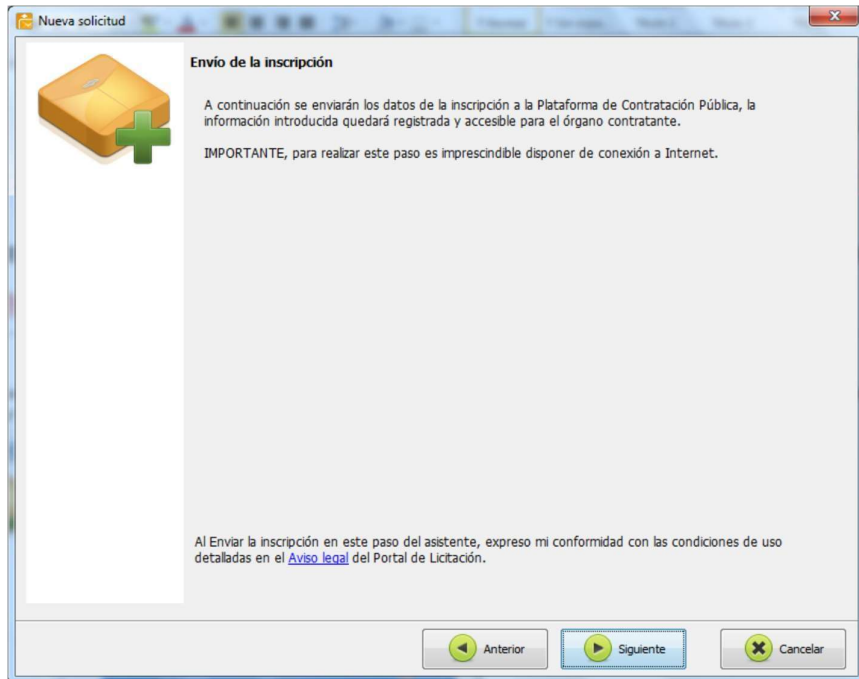 Nueva solicitud
Envío de la inscripción
A continuación se enviarán los datos de la inscripción a la Plataforma de Contratación Pública, la
información introducida quedará registrada y accesible para el órgano contratante.
IMPORTANTE, para realizar este paso es imprescindible disponer de conexión a Internet.
Al Enviar la inscripción en este paso del asistente, expreso mi conformidad con las condiciones de uso
detalladas en el Aviso legal del Portal de Licitación.
Anterior
Siguiente
Cancelar